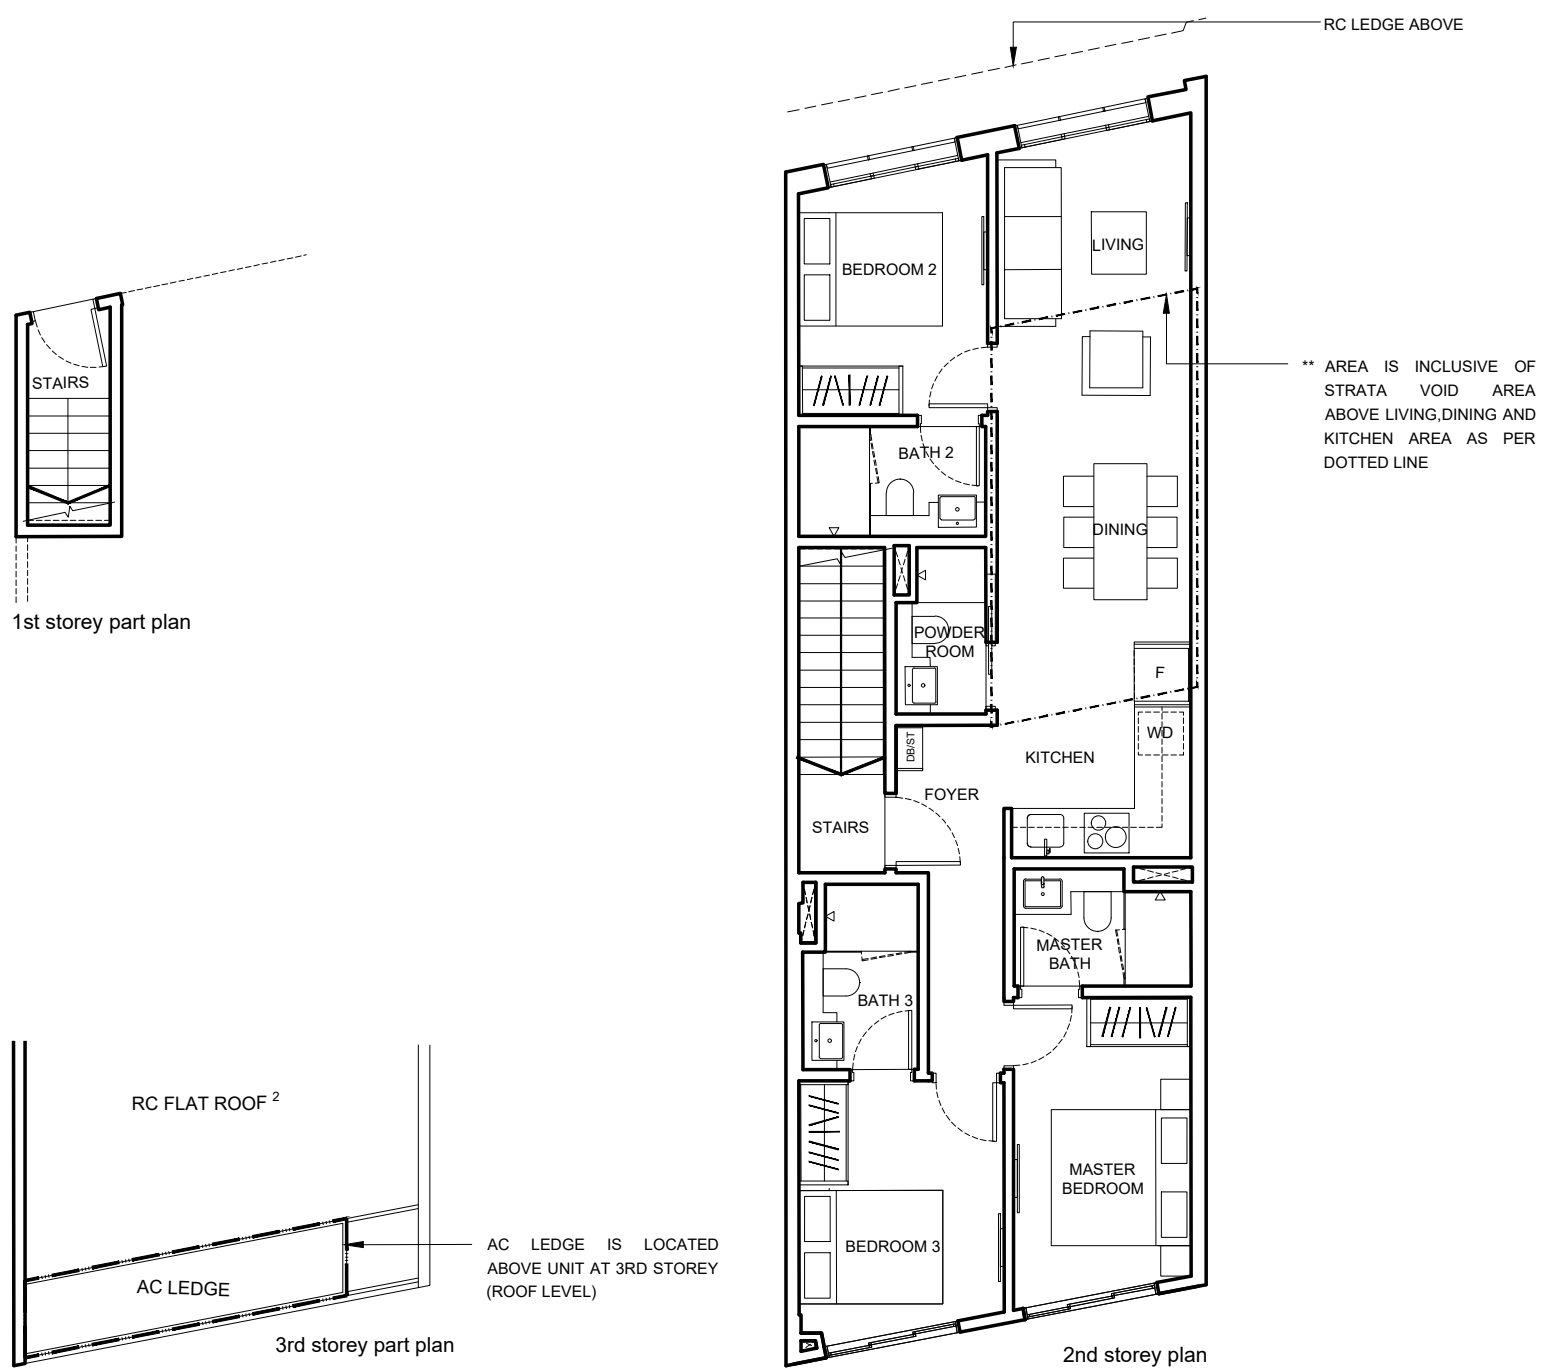 RC LEDGE ABOVE
LIVING
BEDROOM 2
** AREA IS INCLUSIVE OF
STRATA VOID AREA
ABOVE LIVING,DINING AND
KITCHEN AREA AS PER
DOTTED LINE
STAIRS
1st storey part plan
BATH 2
DINING
POWDER
ROOM
F
WD
DB/ST
KITCHEN
FOYER
STAIRS
MASTER
BATH
BATH 3
RC FLAT ROOF 2
MASTER
BEDROOM
BEDROOM 3
AC LEDGE IS LOCATED
ABOVE UNIT AT 3RD STOREY
(ROOF LEVEL)
AC LEDGE
3rd storey part plan
2nd storey plan